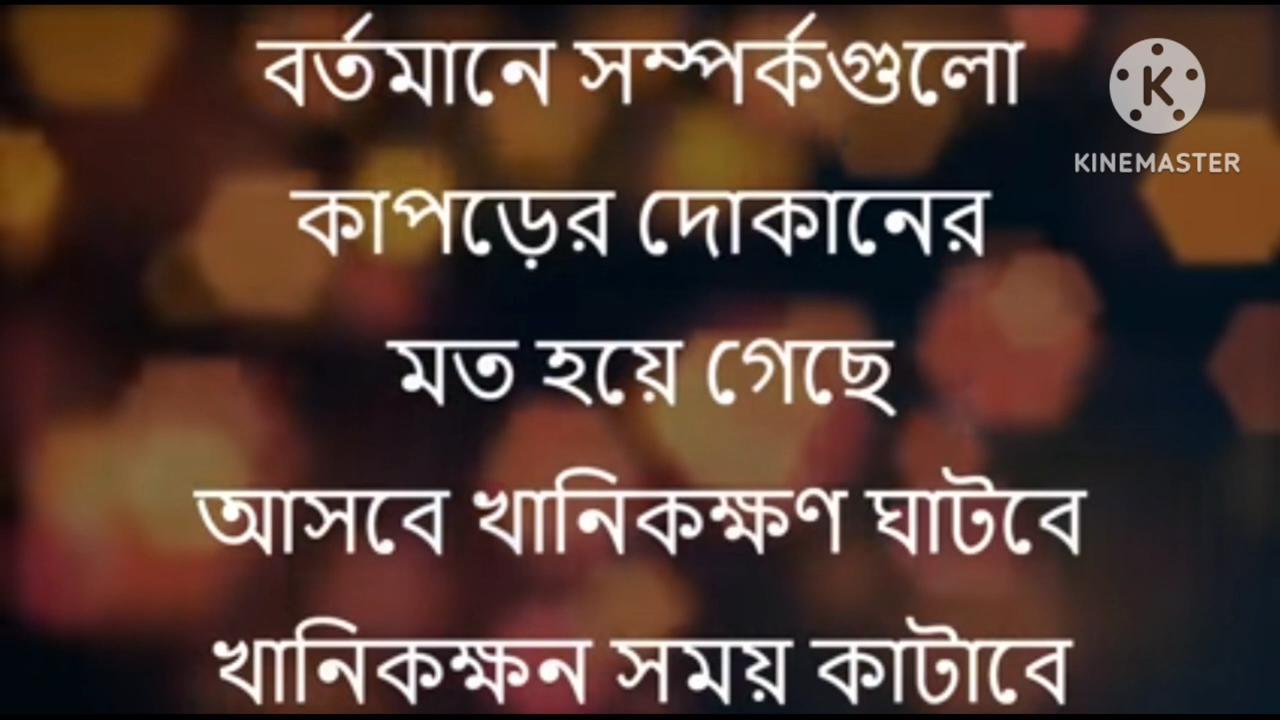 বর্তমানে সম্পর্কগুলো
কাপড়ের দোকানের
মত হয়ে গেছে
আসবে খানিকক্ষণ ঘাটবে
খানিকক্ষন সময় কাটাবে
K
KINEMASTER